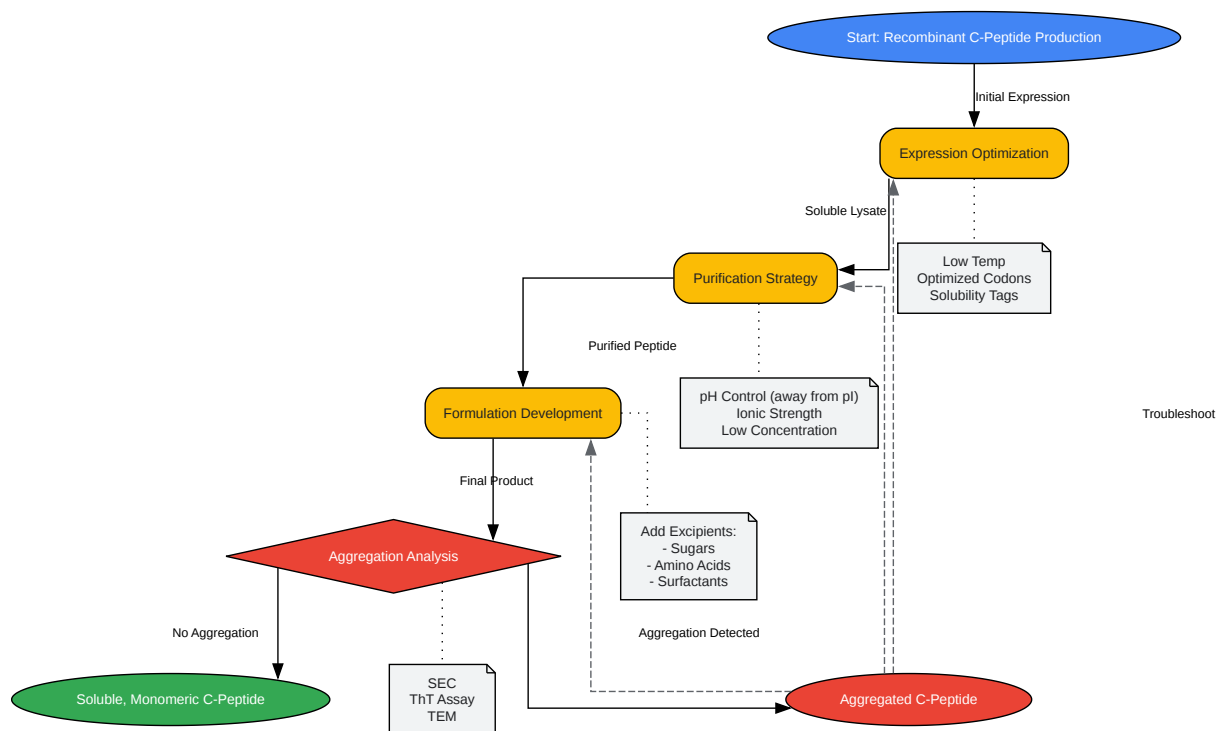 Start: Recombinant C-Peptide Production
Initial Expression
Expression Optimization
Soluble Lysate
Low Temp
Optimized Codons
Solubility Tags
Purification Strategy
Purified Peptide
pH Control (away from pI)
Ionic Strength
Low Concentration
Formulation Development
Troubleshoot
Final Product
Add Excipients:
- Sugars
- Amino Acids
- Surfactants
Aggregation Analysis
No Aggregation
Aggregation Detected
SEC
ThT Assay
TEM
Soluble, Monomeric C-Peptide
Aggregated C-Peptide